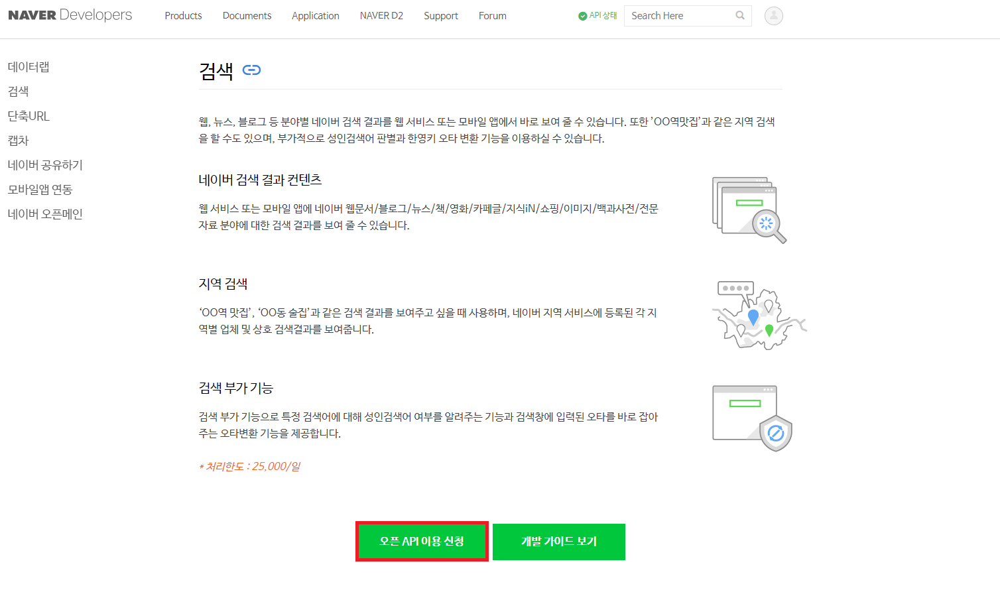 NAVER Developers
Products
Documents
Application
NAVER D2
Support
Forum
API 상태
Search Here
데이터랩
검색
단축URL
캡차
네이버 공유하기
모바일앱 연동
네이버 오픈메인
검색
웹, 뉴스, 블로그 등 분야별 네이버 검색 결과를 웹 서비스 또는 모바일 앱에서 바로 보여 줄 수 있습니다. 또한 ’OO역맛집’과 같은 지역 검색
을 할 수도 있으며, 부가적으로 성인검색어 판별과 한영키 오타 변환 기능을 이용하실 수 있습니다.
네이버 검색 결과 컨텐츠
웹 서비스 또는 모바일 앱에 네이버 웹문서/블로그/뉴스/책/영화/카페글/지식iN/쇼핑/이미지/백과사전/전문
자료 분야에 대한 검색 결과를 보여 줄 수 있습니다.
지역 검색
‘OO역 맛집’, ‘OO동 술집’과 같은 검색 결과를 보여주고 싶을 때 사용하며, 네이버 지역 서비스에 등록된 각 지
역별 업체 및 상호 검색결과를 보여줍니다.
검색 부가 기능
검색 부가 기능으로 특정 검색어에 대해 성인검색어 여부를 알려주는 기능과 검색창에 입력된 오타를 바로 잡아
주는 오타변환 기능을 제공합니다.
* 처리한도 : 25,000/일
오픈 API 이용 신청
개발 가이드 보기